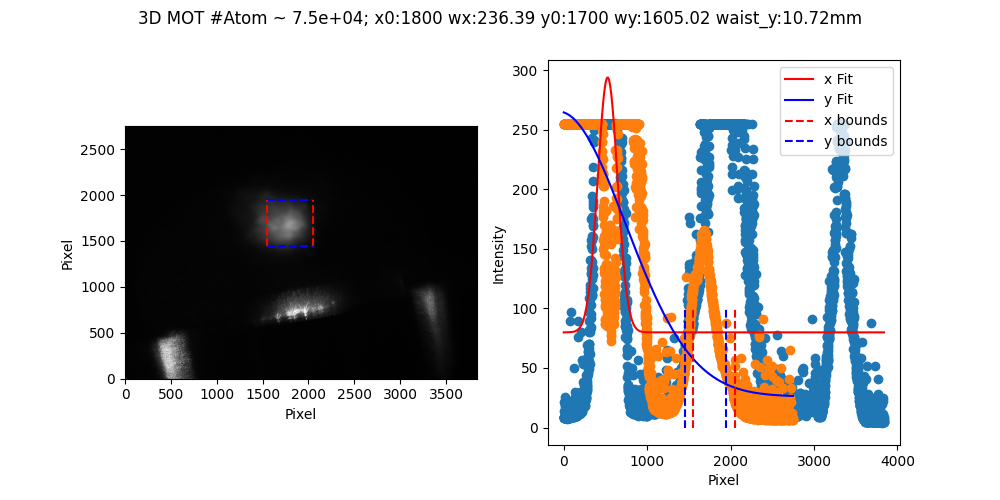 3D MOT #Atom ~ 7.5e+04; x0:1800 wx:236.39 y0:1700 wy:1605.02 waist_y:10.72mm
2500
2000
1500
1000
500
0
Pixel
0 500 1000 1500 2000 2500 3000 3500
Pixel
300
250
200
150
100
50
0
Intensity
0 1000 2000 3000 4000
Pixel
x Fit
y Fit
x bounds
y bounds